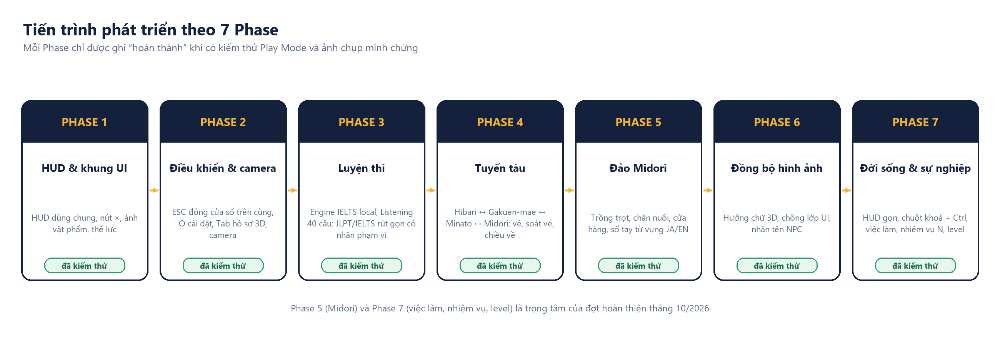 Tiến trình phát triển theo 7 Phase
Mỗi Phase chỉ được ghi “hoàn thành” khi có kiểm thử Play Mode và ảnh chụp minh chứng
PHASE 1
HUD & khung UI
HUD dùng chung, nút ×, ảnh
vật phẩm, thể lực
đã kiểm thử
PHASE 2
Điều khiển & camera
ESC đóng cửa sổ trên cùng,
O cài đặt, Tab hồ sơ 3D,
camera
đã kiểm thử
PHASE 3
Luyện thi
Engine IELTS local, Listening
40 câu; JLPT/IELTS rút gọn có
nhãn phạm vi
đã kiểm thử
PHASE 4
Tuyến tàu
Hibari ↔ Gakuen-mae ↔
Minato ↔ Midori; vé, soát vé,
chiều về
đã kiểm thử
PHASE 5
Đảo Midori
Trồng trọt, chăn nuôi, cửa
hàng, sổ tay từ vựng JA/EN
đã kiểm thử
PHASE 6
Đồng bộ hình ảnh
Hướng chữ 3D, chồng lớp UI,
nhãn tên NPC
đã kiểm thử
PHASE 7
Đời sống & sự nghiệp
HUD gọn, chuột khoá + Ctrl,
việc làm, nhiệm vụ N, level
đã kiểm thử
Phase 5 (Midori) và Phase 7 (việc làm, nhiệm vụ, level) là trọng tâm của đợt hoàn thiện tháng 10/2026